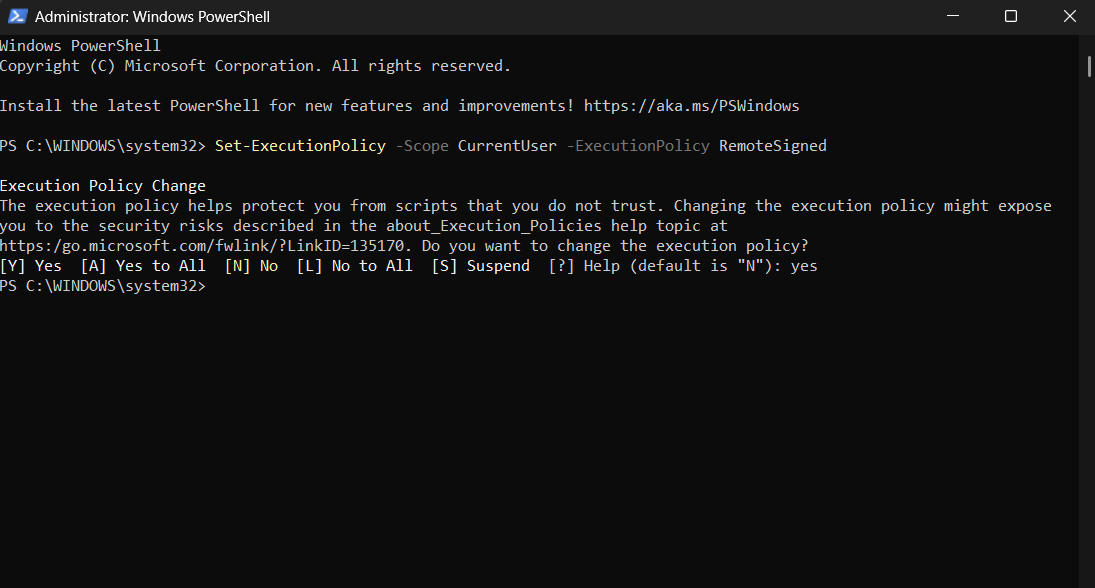 Administrator: Windows PowerShell
Windows PowerShell
Copyright (C) Microsoft Corporation. All rights reserved.
Install the latest PowerShell for new features and improvements! https://aka.ms/PSWindows
PS C:\WINDOWS\system32> Set-ExecutionPolicy -Scope CurrentUser -ExecutionPolicy RemoteSigned
Execution Policy Change
The execution policy helps protect you from scripts that you do not trust. Changing the execution policy might expose
you to the security risks described in the about_Execution_Policies help topic at
https:/go.microsoft.com/fwlink/?LinkID=135170. Do you want to change the execution policy?
[Y] Yes  [A] Yes to All  [N] No  [L] No to All  [S] Suspend  [?] Help (default is "N"): yes
PS C:\WINDOWS\system32>